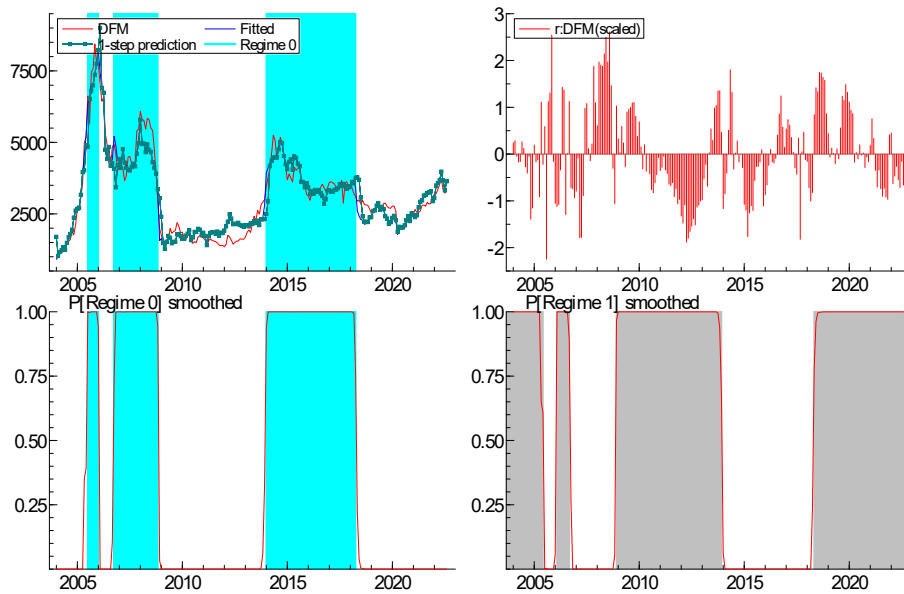 DFM Fitted
1-step prediction Regime 0
7500
5000
2500
2005 2010 2015 2020
r:DFM(scaled)
3
2
1
0
-1
-2
2005 2010 2015 2020
P[Regime 0] smoothed
1.00
0.75
0.50
0.25
2005 2010 2015 2020
P[Regime 1] smoothed
1.00
0.75
0.50
0.25
2005 2010 2015 2020